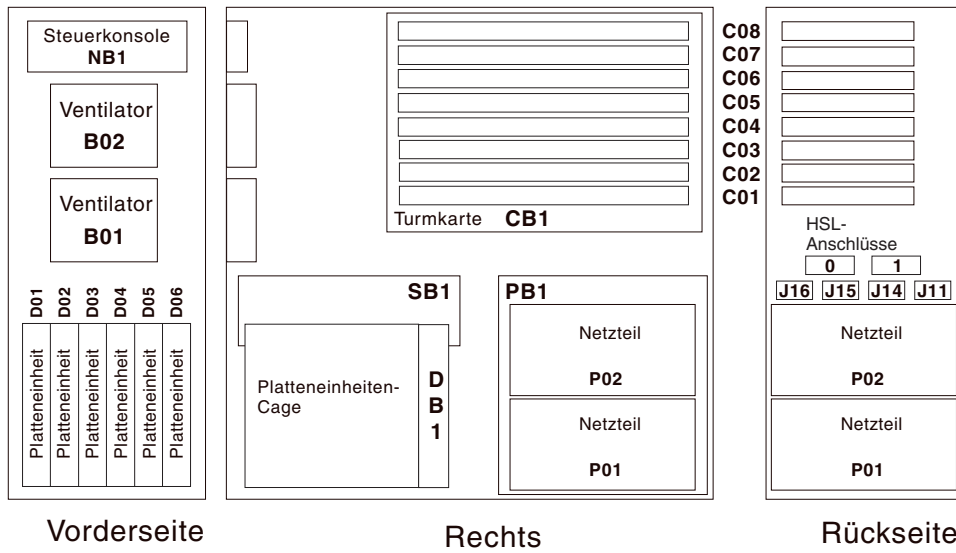 Steuerkonsole
NB1
Ventilator
B02
Ventilator
B01
D01
D02
D03
D04
D05
D06
Platteneinheit
Platteneinheit
Platteneinheit
Platteneinheit
Platteneinheit
Platteneinheit
Vorderseite
Turmkarte CB1
SB1
Platteneinheiten-
Cage
D
B
1
PB1
Netzteil
P02
Netzteil
P01
Rechts
C08
C07
C06
C05
C04
C03
C02
C01
HSL-
Anschlüsse
0 1
J16 J15 J14 J11
Netzteil
P02
Netzteil
P01
Rückseite